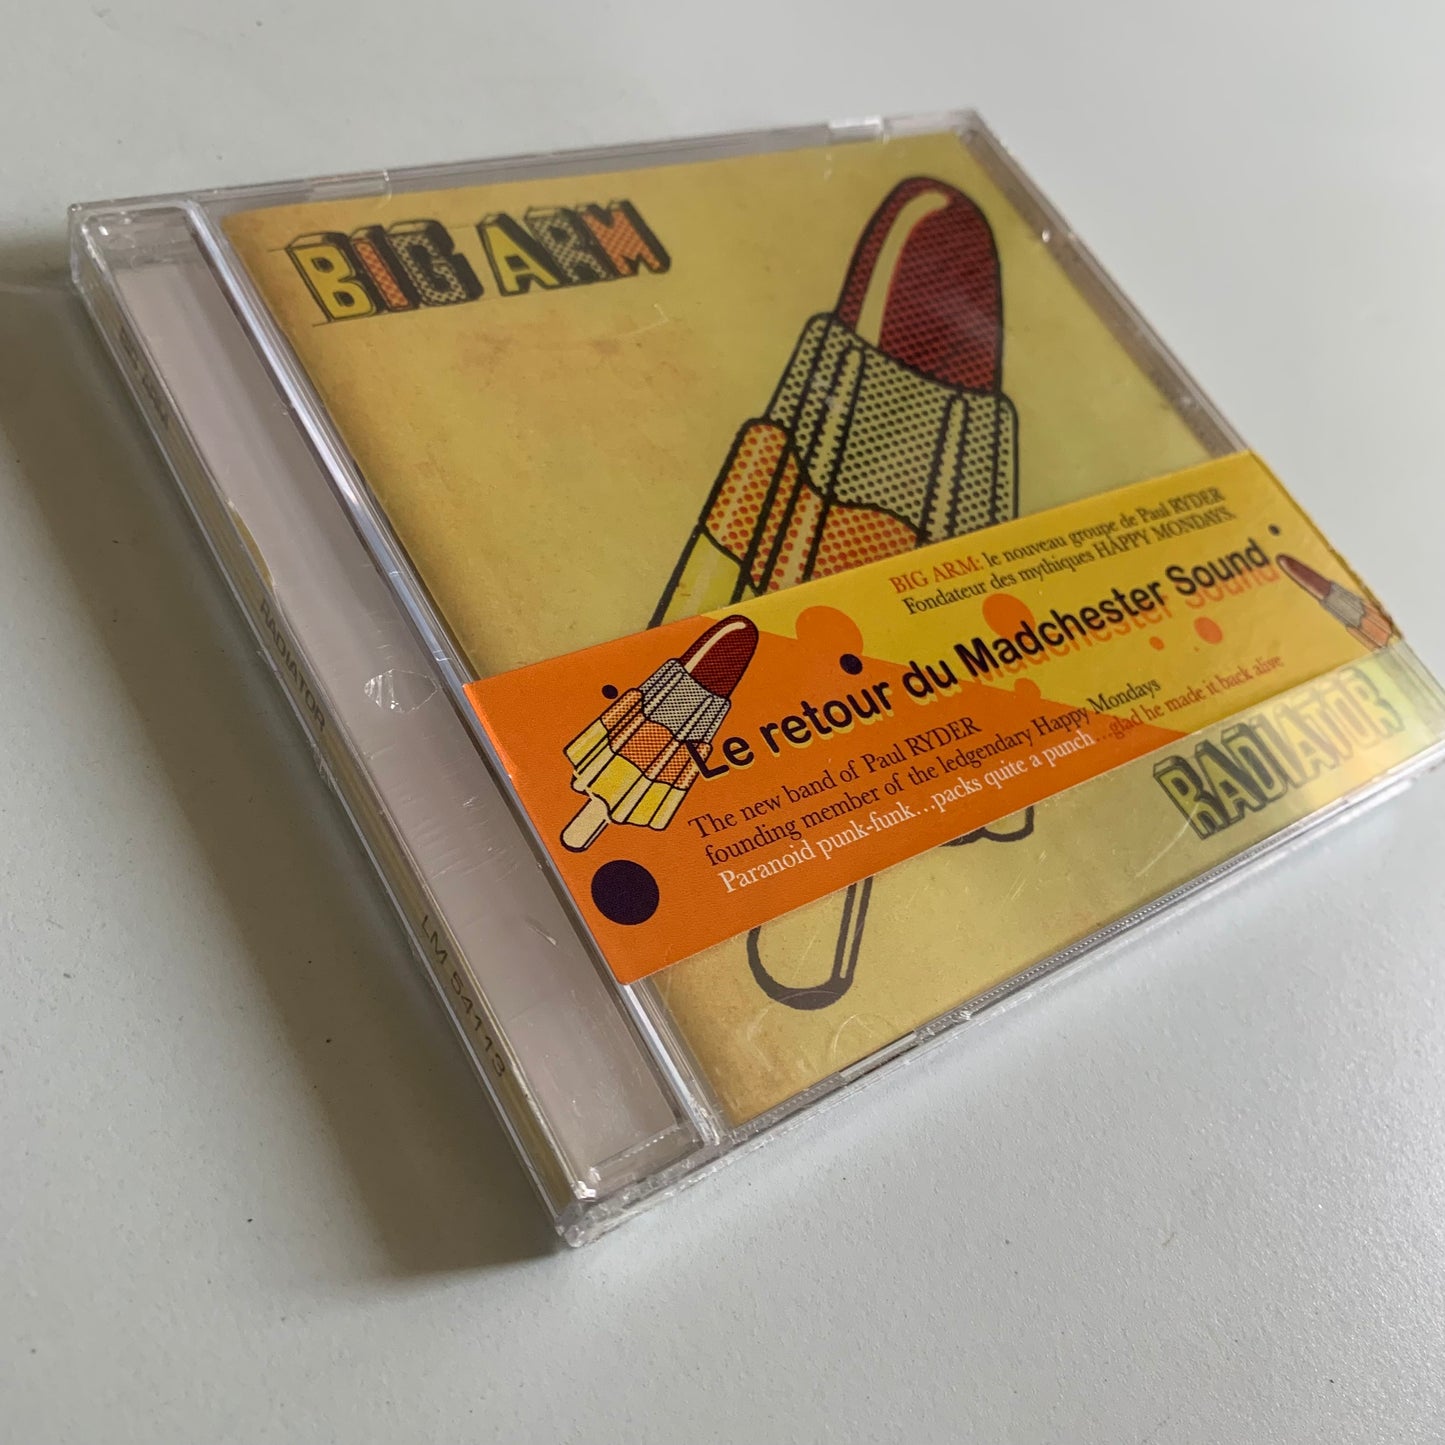 BIG ARM
BIG ARM: le nouveau groupe de Paul RYDER
Fondateur des mythiques HAPPY MONDAYS.
Le retour du Madchester Sound
The new band of Paul RYDER
founding member of the ledgendary Happy Mondays
Paranoid punk-funk...packs quite a punch...glad he made it back alive
RADIATOR
RADIATOR
LM 54113